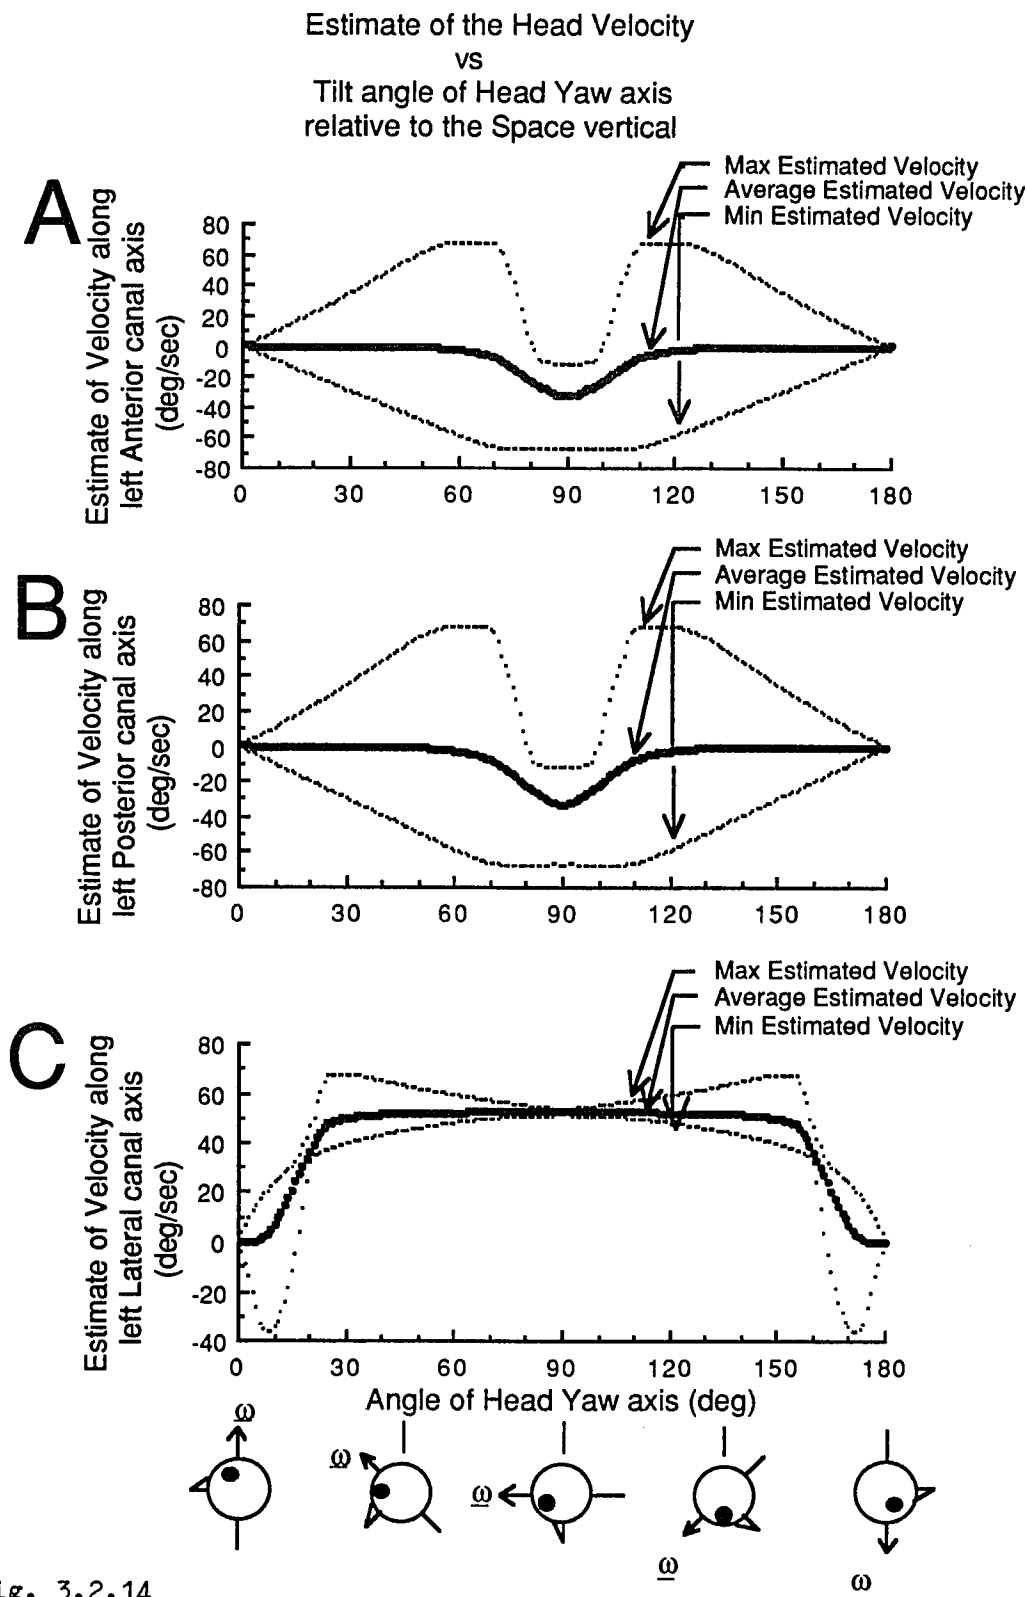 Estimate of the Head Velocity
vs
Tilt angle of Head Yaw axis
relative to the Space vertical
A
Estimate of Velocity along
left Anterior canal axis
(deg/sec)
Max Estimated Velocity
Average Estimated Velocity
Min Estimated Velocity
80
60
40
20
0
-20
-40
-60
-80
0 30 60 90 120 150 180
B
Estimate of Velocity along
left Posterior canal axis
(deg/sec)
Max Estimated Velocity
Average Estimated Velocity
Min Estimated Velocity
80
60
40
20
0
-20
-40
-60
-80
0 30 60 90 120 150 180
C
Estimate of Velocity along
left Lateral canal axis
(deg/sec)
Max Estimated Velocity
Average Estimated Velocity
Min Estimated Velocity
80
60
40
20
0
-20
-40
0 30 60 90 120 150 180
Angle of Head Yaw axis (deg)
ω
ω
ω
ω
ω
ig. 3.2.14